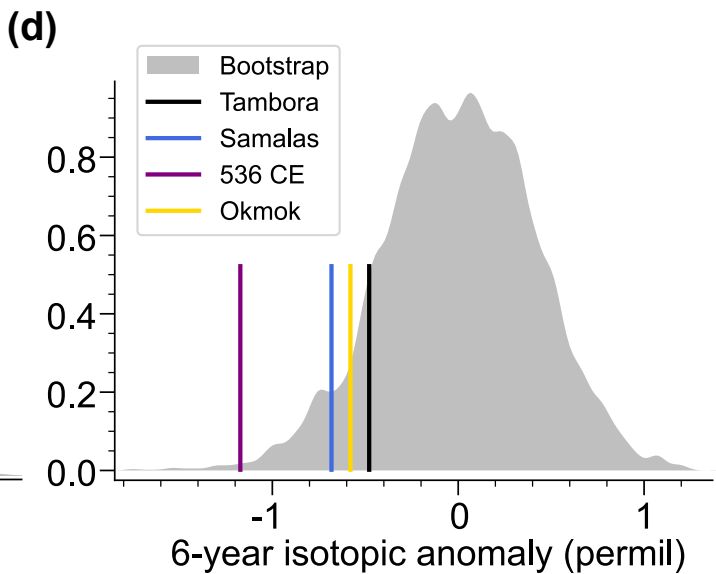 (d)
Bootstrap
Tambora
Samalas
536 CE
Okmok
0.8
0.6
0.4
0.2
0.0
-1 0 1
6-year isotopic anomaly (permil)